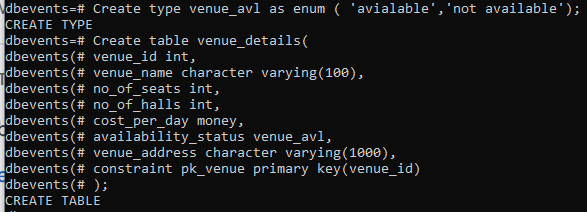 dbevents=# Create type venue_avl as enum ( 'avialable','not available');
CREATE TYPE
dbevents=# Create table venue_details(
dbevents(# venue_id int,
dbevents(# venue_name character varying(100),
dbevents(# no_of_seats int,
dbevents(# no_of_halls int,
dbevents(# cost_per_day money,
dbevents(# availability_status venue_avl,
dbevents(# venue_address character varying(1000),
dbevents(# constraint pk_venue primary key(venue_id)
dbevents(# );
CREATE TABLE